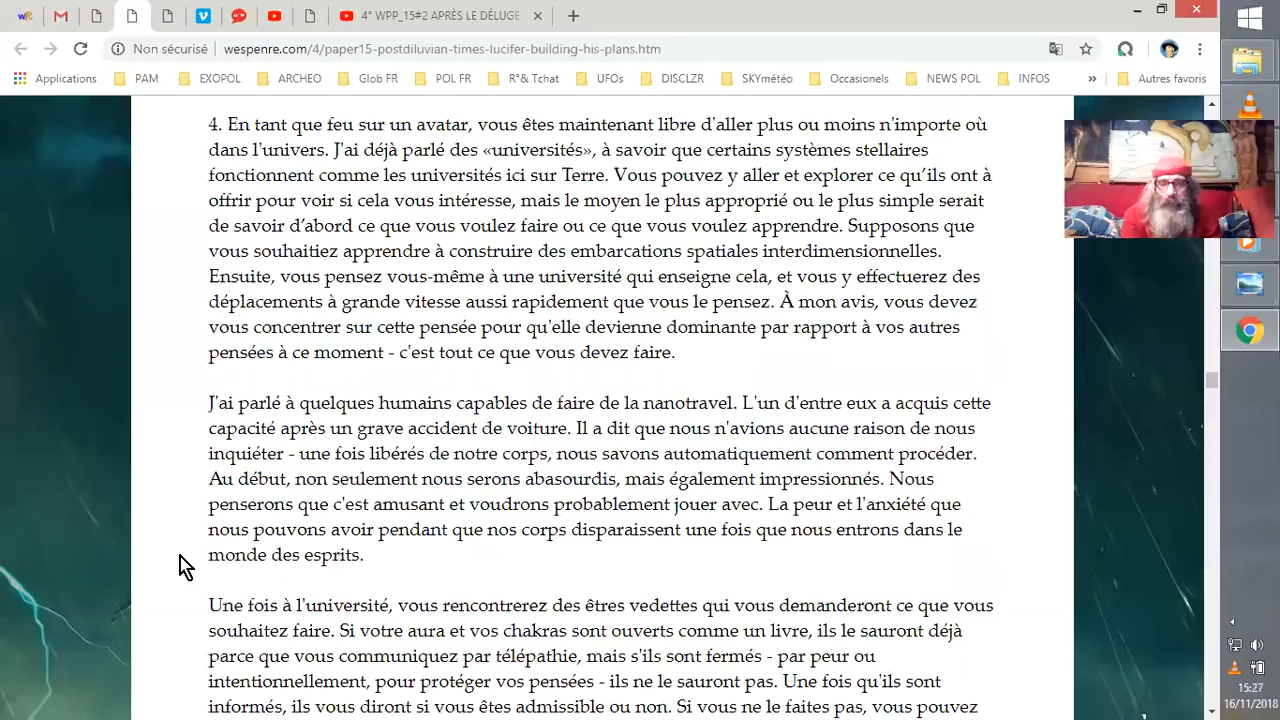 4° WPP_15#2 APRÈS LE DÉLUGE
Non sécurisé
wespenre.com/4/paper15-postdiluvian-times-lucifer-building-his-plans.htm
Applications
PAM
EXOPOL
ARCHEO
Glob FR
POL FR
R°& Tchat
UFOs
DISCLZR
SKYmétéo
Occasionels
NEWS POL
INFOS
»
Autres favoris
4. En tant que feu sur un avatar, vous êtes maintenant libre d'aller plus ou moins n'importe où
dans l'univers. J'ai déjà parlé des «universités», à savoir que certains systèmes stellaires
fonctionnent comme les universités ici sur Terre. Vous pouvez y aller et explorer ce qu’ils ont à
offrir pour voir si cela vous intéresse, mais le moyen le plus approprié ou le plus simple serait
de savoir d’abord ce que vous voulez faire ou ce que vous voulez apprendre. Supposons que
vous souhaitiez apprendre à construire des embarcations spatiales interdimensionnelles.
Ensuite, vous pensez vous-même à une université qui enseigne cela, et vous y effectuerez des
déplacements à grande vitesse aussi rapidement que vous le pensez. À mon avis, vous devez
vous concentrer sur cette pensée pour qu'elle devienne dominante par rapport à vos autres
pensées à ce moment - c'est tout ce que vous devez faire.
J'ai parlé à quelques humains capables de faire de la nanotravel. L'un d'entre eux a acquis cette
capacité après un grave accident de voiture. Il a dit que nous n'avions aucune raison de nous
inquiéter - une fois libérés de notre corps, nous savons automatiquement comment procéder.
Au début, non seulement nous serons abasourdis, mais également impressionnés. Nous
penserons que c'est amusant et voudrons probablement jouer avec. La peur et l'anxiété que
nous pouvons avoir pendant que nos corps disparaissent une fois que nous entrons dans le
monde des esprits.
Une fois à l'université, vous rencontrerez des êtres vedettes qui vous demanderont ce que vous
souhaitez faire. Si votre aura et vos chakras sont ouverts comme un livre, ils le sauront déjà
parce que vous communiquez par télépathie, mais s'ils sont fermés - par peur ou
intentionnellement, pour protéger vos pensées - ils ne le sauront pas. Une fois qu'ils sont
informés, ils vous diront si vous êtes admissible ou non. Si vous ne le faites pas, vous pouvez
15:27
16/11/2018